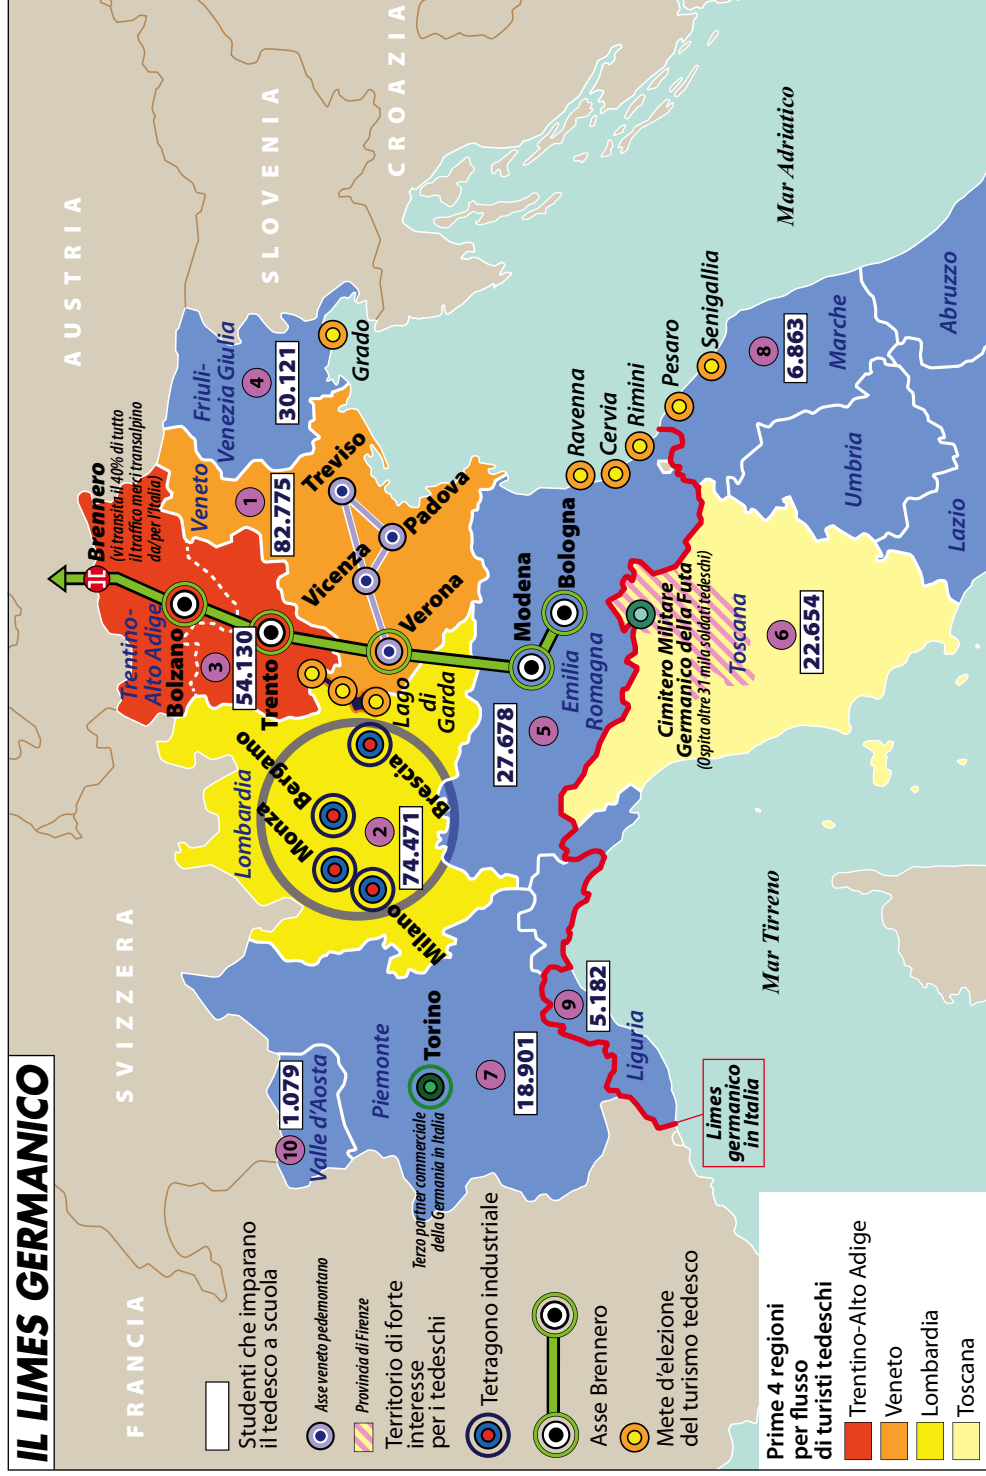 IL LIMES GERMANICO
FRANCIA
SVIZZERA
AUSTRIA
SLOVENIA
CROAZIA
Brennero
(vi transita il 40% di tutto
il traffico merci transalpino
da/per l'Italia)
Trentino-
Alto Adige
Bolzano
3
54.130
Trento
Veneto
1
82.775
Friuli-
Venezia Giulia
4
30.121
Grado
Treviso
Padova
Vicenza
Verona
Lago
di
Garda
Lombardia
Bergamo
Monza
Brescia
Milano
2
74.471
Valle d'Aosta
10
1.079
Piemonte
Torino
Terzo partner commerciale
della Germania in Italia
7
18.901
Liguria
9
5.182
Limes
germanico
in Italia
Modena
Bologna
Emilia
Romagna
5
27.678
Ravenna
Cervia
Rimini
Pesaro
Senigallia
Cimitero Militare
Germanico della Futa
(Ospita oltre 31 mila soldati tedeschi)
Toscana
6
22.654
Marche
8
6.863
Umbria
Lazio
Abruzzo
Mar Adriatico
Mar Tirreno
Studenti che imparano
il tedesco a scuola
Asse veneto pedemontano
Provincia di Firenze
Territorio di forte
interesse
per i tedeschi
Tetragono industriale
Asse Brennero
Mete d'elezione
del turismo tedesco
Prime 4 regioni
per flusso
di turisti tedeschi
Trentino-Alto Adige
Veneto
Lombardia
Toscana